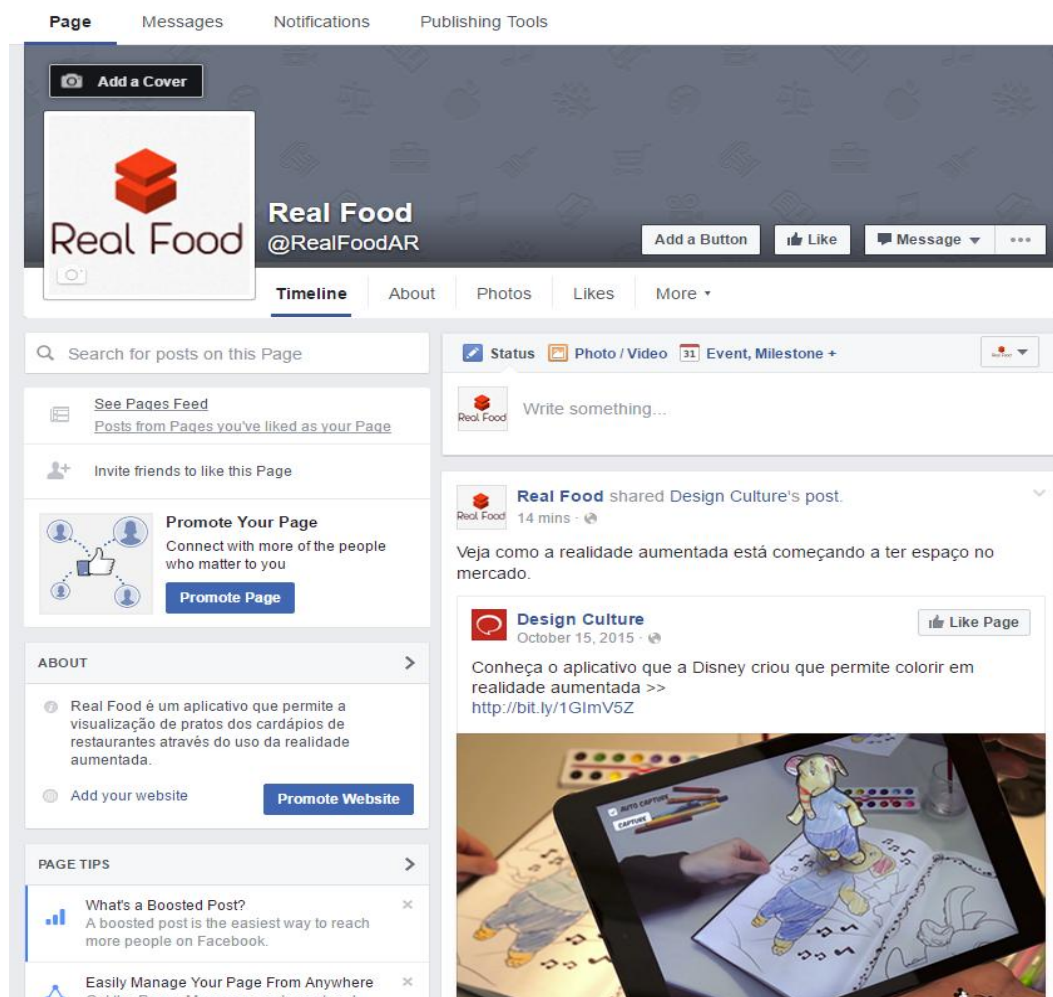 Page Messages Notifications Publishing Tools
Add a Cover
Real Food
Real Food
@RealFoodAR
Add a Button Like Message
Timeline About Photos Likes More
Search for posts on this Page
See Pages Feed
Posts from Pages you've liked as your Page
Invite friends to like this Page
Promote Your Page
Connect with more of the people
who matter to you
Promote Page
ABOUT
Real Food é um aplicativo que permite a
visualização de pratos dos cardápios de
restaurantes através do uso da realidade
aumentada.
Add your website Promote Website
PAGE TIPS
What's a Boosted Post?
A boosted post is the easiest way to reach
more people on Facebook.
Easily Manage Your Page From Anywhere
Status Photo / Video 31 Event, Milestone +
Real Food
Real Food Write something...
Real Food
Real Food shared Design Culture's post.
14 mins ·
Veja como a realidade aumentada está começando a ter espaço no
mercado.
Design Culture
October 15, 2015 ·
Like Page
Conheça o aplicativo que a Disney criou que permite colorir em
realidade aumentada >>
http://bit.ly/1GImV5Z
AUTO CAPTURE
CAPTURE